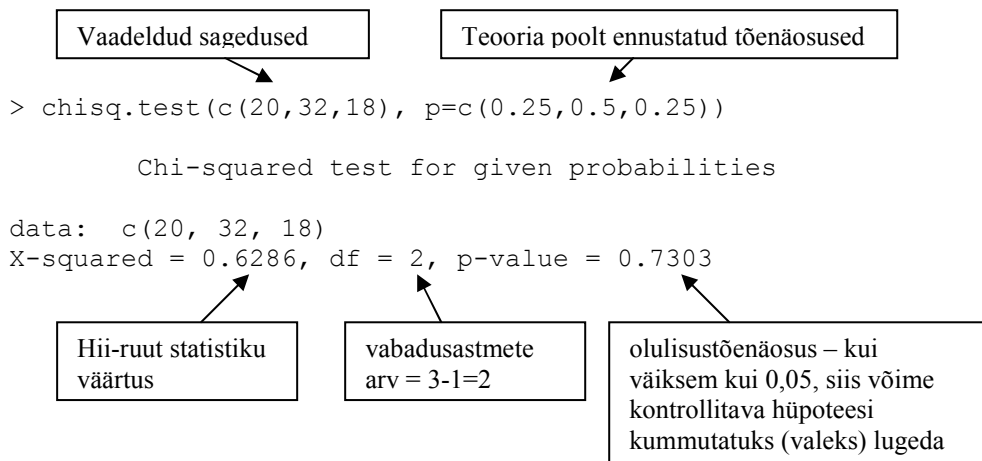 Vaadeldud sagedused
Teooria poolt ennustatud tõenäosused
> chisq.test(c(20,32,18), p=c(0.25,0.5,0.25))
Chi-squared test for given probabilities
data:  c(20, 32, 18)
X-squared = 0.6286, df = 2, p-value = 0.7303
Hii-ruut statistiku
väärtus
vabadusastmete
arv = 3-1=2
olulisustõenäosus – kui
väiksem kui 0,05, siis võime
kontrollitava hüpoteesi
kummutatuks (valeks) lugeda